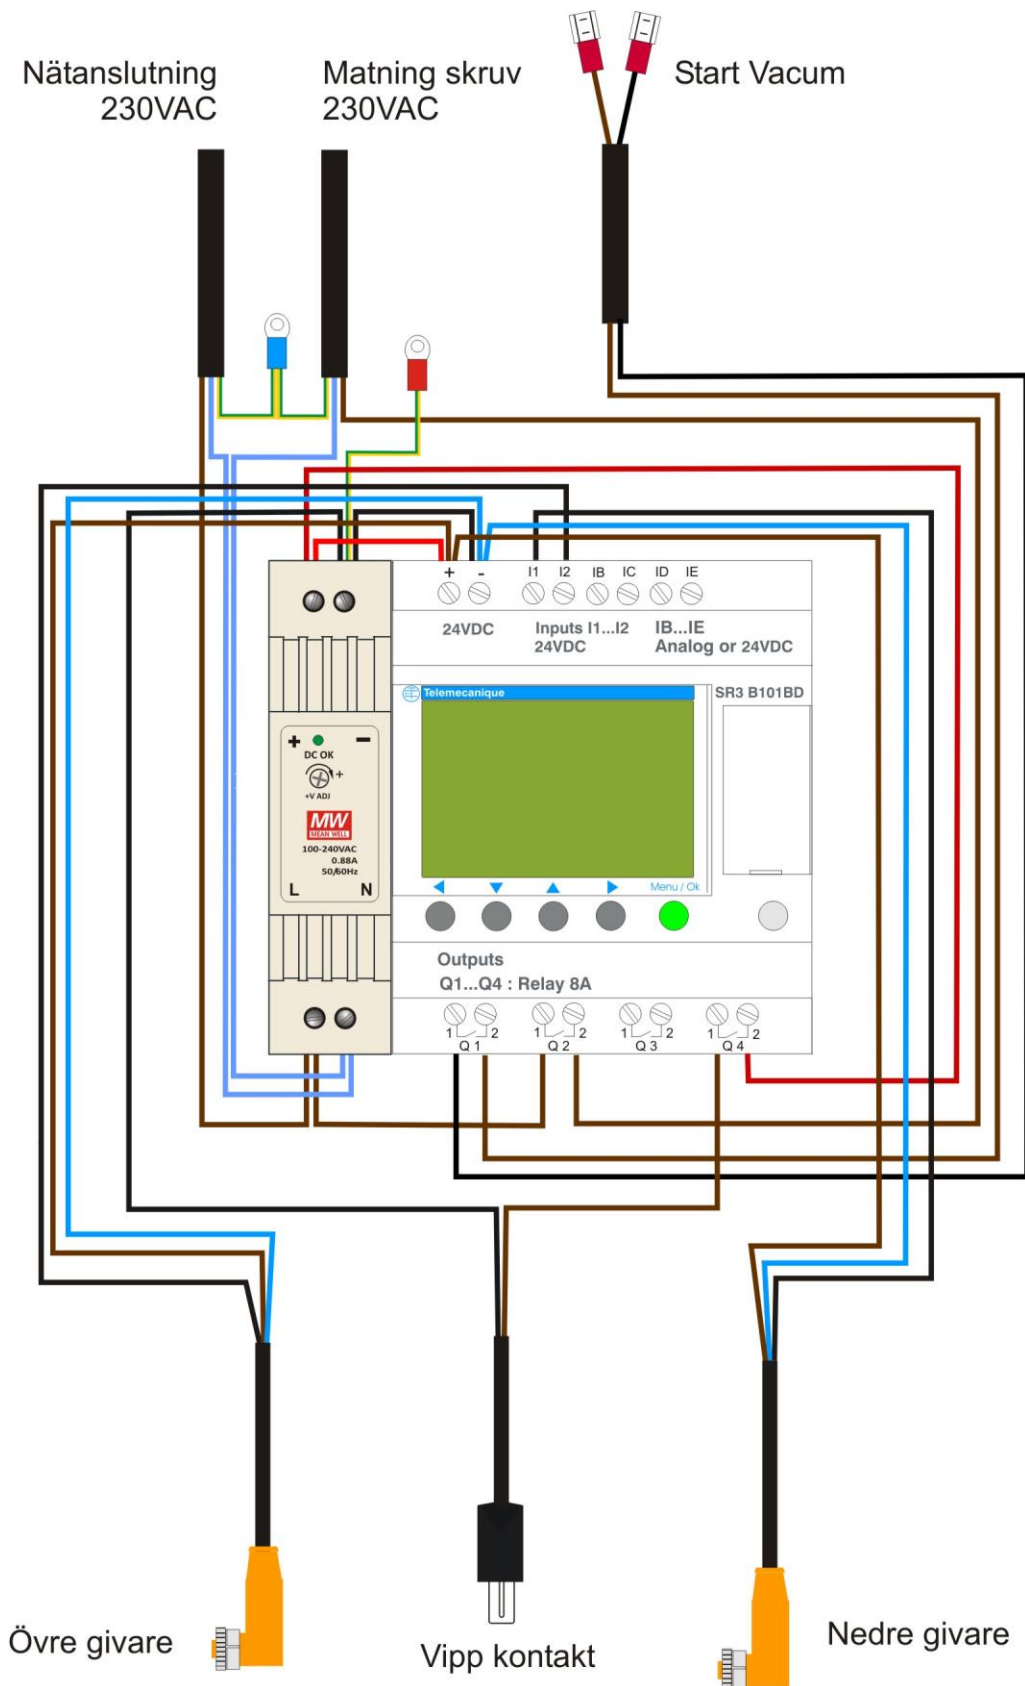 Nätanslutning
230VAC
Matning skruv
230VAC
Start Vacum
+ - I1 I2 IB IC ID IE
24VDC
Inputs I1...I2
24VDC
IB...IE
Analog or 24VDC
Telemecanique
SR3 B101BD
+ -
DC OK
+
+V ADJ
MW
MEAN WELL
100-240VAC
0.88A
50/60Hz
L N
Menu / Ok
Outputs
Q1...Q4 : Relay 8A
1 2 1 2 1 2 1 2
Q 1 Q 2 Q 3 Q 4
Övre givare
Vipp kontakt
Nedre givare